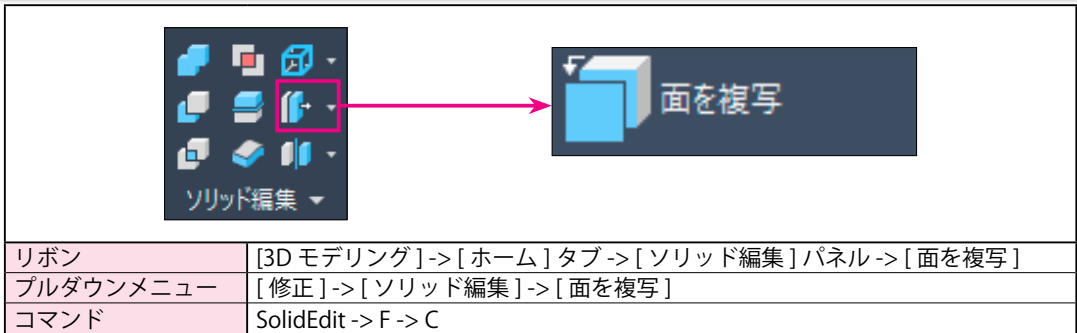 面を複写
ソリッド編集
リボン [3D モデリング ] -> [ ホーム ] タブ -> [ ソリッド編集 ] パネル -> [ 面を複写 ]
プルダウンメニュー [ 修正 ] -> [ ソリッド編集 ] -> [ 面を複写 ]
コマンド SolidEdit -> F -> C